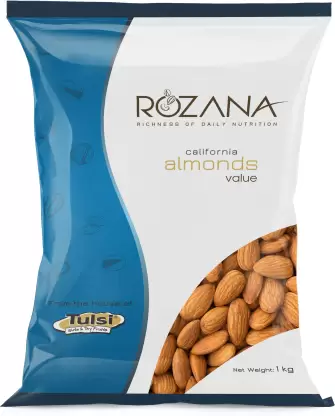 ROZANA
RICHNESS OF DAILY NUTRITION
california
almonds
value
Tulsi
Net Weight: 1 kg